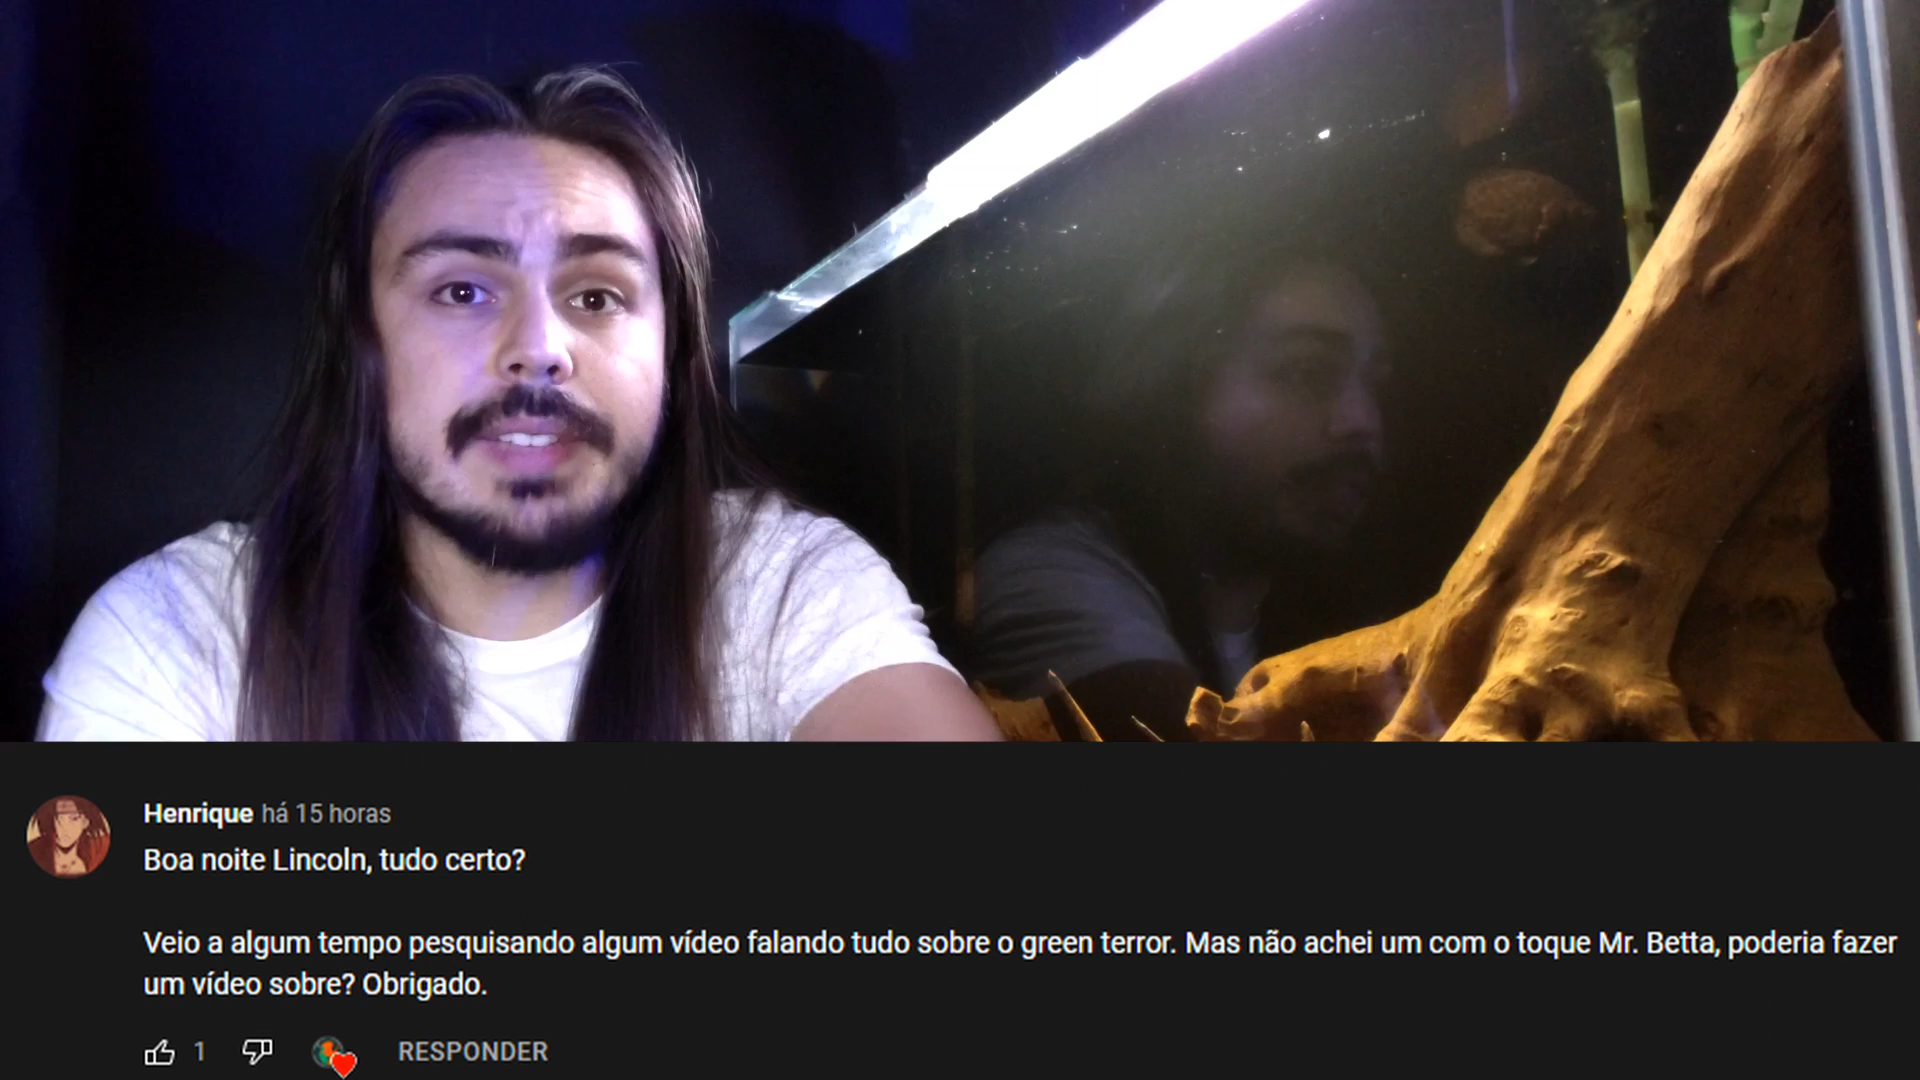 Henrique há 15 horas
Boa noite Lincoln, tudo certo?
Veio a algum tempo pesquisando algum vídeo falando tudo sobre o green terror. Mas não achei um com o toque Mr. Betta, poderia fazer
um vídeo sobre? Obrigado.
1 RESPONDER